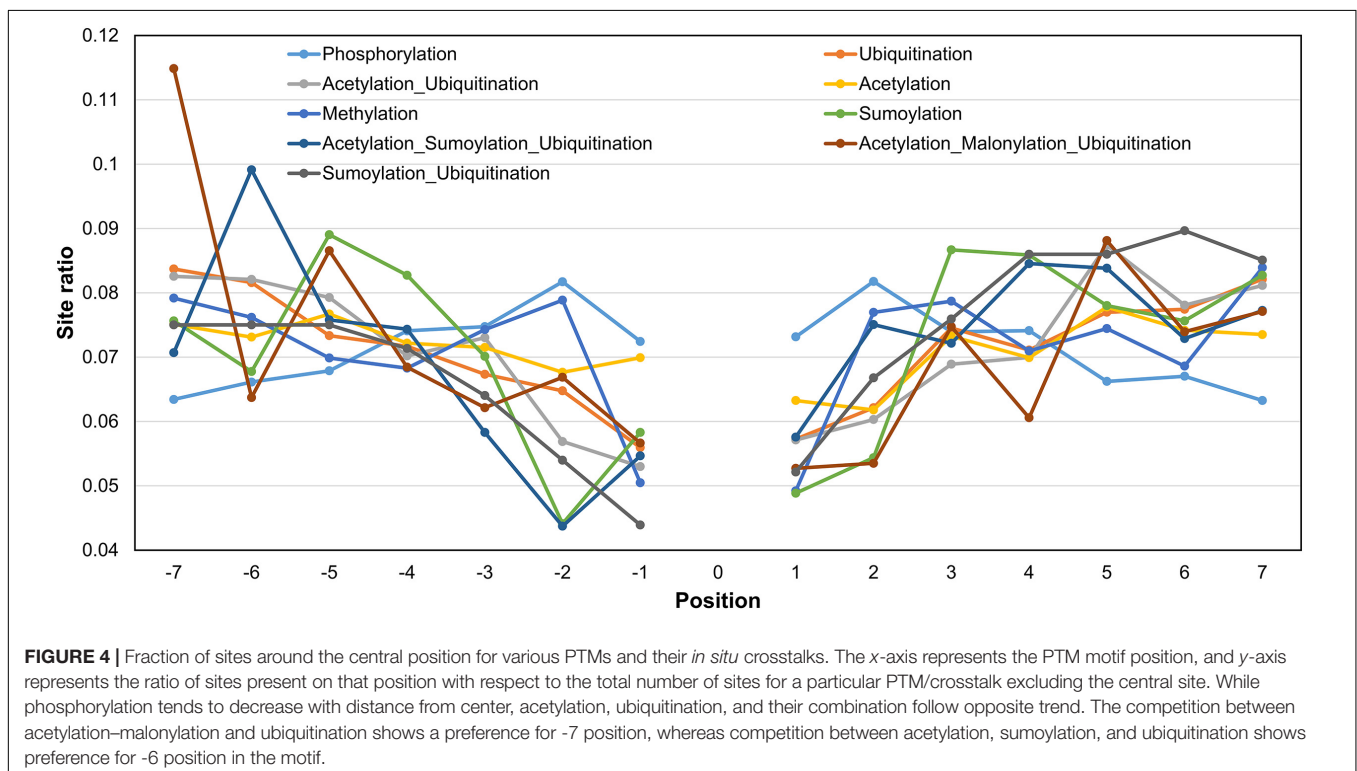 0.12
0.11
0.1
0.09
0.08
0.07
0.06
0.05
0.04
Site ratio
Phosphorylation
Ubiquitination
Acetylation_Ubiquitination
Acetylation
Methylation
Sumoylation
Acetylation_Sumoylation_Ubiquitination
Acetylation_Malonylation_Ubiquitination
Sumoylation_Ubiquitination
-7 -6 -5 -4 -3 -2 -1 0 1 2 3 4 5 6 7
Position
FIGURE 4 | Fraction of sites around the central position for various PTMs and their in situ crosstalks. The x-axis represents the PTM motif position, and y-axis
represents the ratio of sites present on that position with respect to the total number of sites for a particular PTM/crosstalk excluding the central site. While
phosphorylation tends to decrease with distance from center, acetylation, ubiquitination, and their combination follow opposite trend. The competition between
acetylation–malonylation and ubiquitination shows a preference for -7 position, whereas competition between acetylation, sumoylation, and ubiquitination shows
preference for -6 position in the motif.